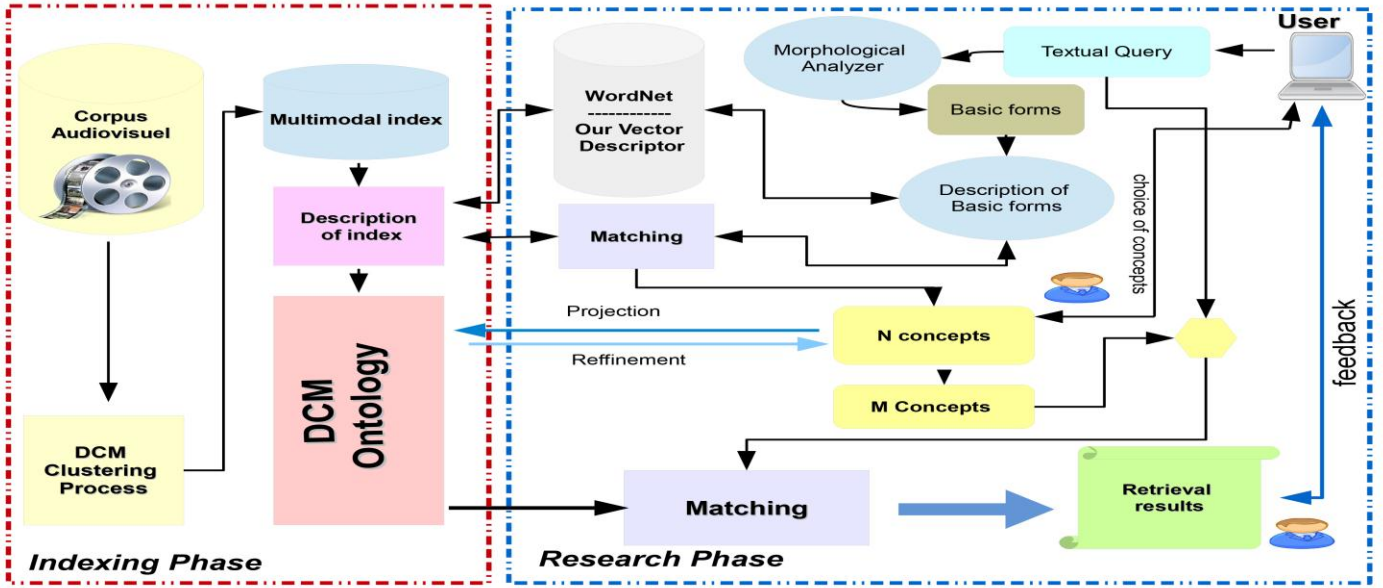 User
Corpus
Audiovisuel
Multimodal index
Description
of index
DCM
Ontology
DCM
Clustering
Process
Indexing Phase
WordNet
------------
Our Vector
Descriptor
Morphological
Analyzer
Textual Query
Basic forms
Description of
Basic forms
Matching
choice of concepts
Projection
Reffinement
N concepts
M Concepts
feedback
Matching
Retrieval
results
Research Phase